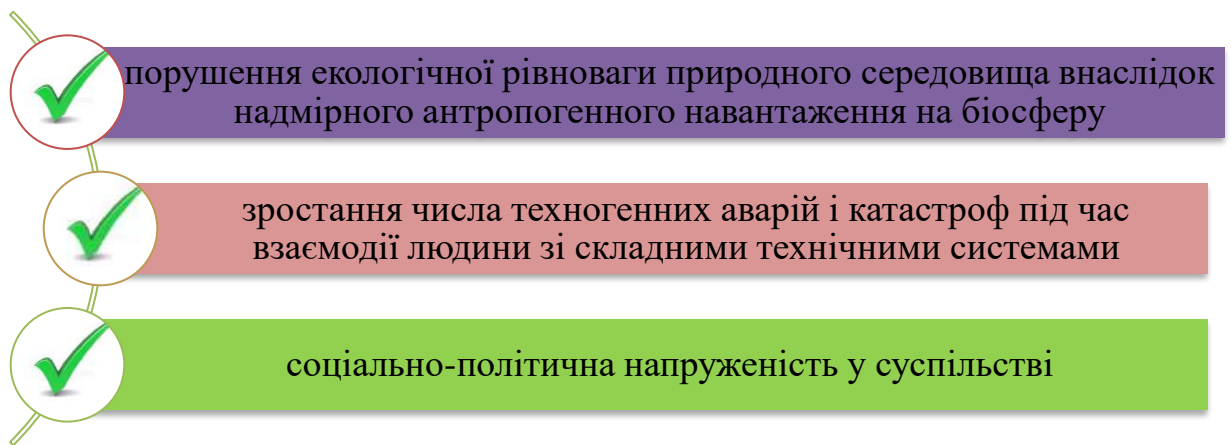 порушення екологічної рівноваги природного середовища внаслідок
надмірного антропогенного навантаження на біосферу
зростання числа техногенних аварій і катастроф під час
взаємодії людини зі складними технічними системами
соціально-політична напруженість у суспільстві